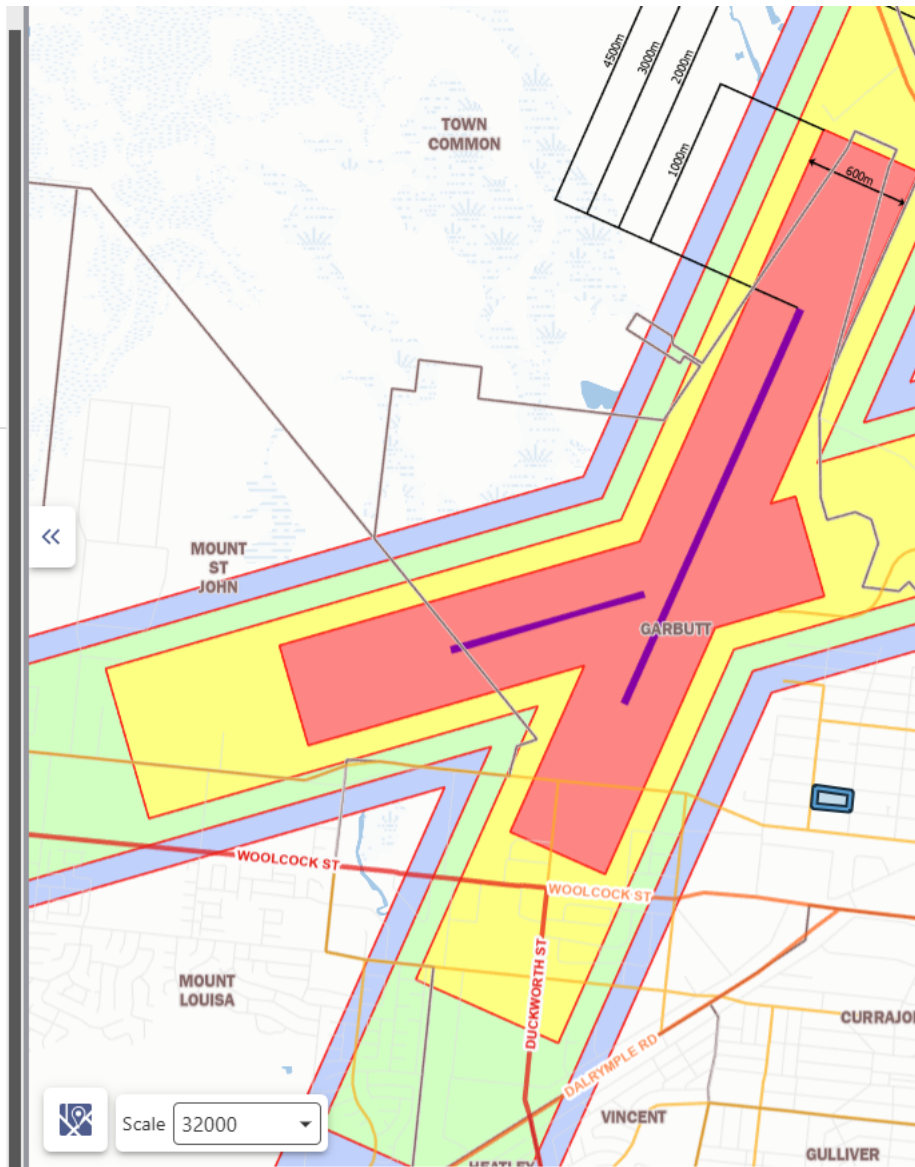 4500m
3000m
2000m
1000m
600m
TOWN
COMMON
MOUNT
ST
JOHN
GARBUTT
WOOLCOCK ST
WOOLCOCK ST
DUCKWORTH ST
MOUNT
LOUISA
CURRAJO
DALRYMPLE RD
VINCENT
GULLIVER
HEATLEY
Scale 32000